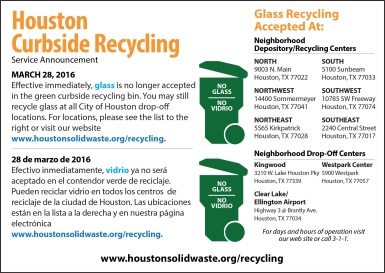 Houston
Curbside Recycling
Service Announcement
MARCH 28, 2016
Effective immediately, glass is no longer accepted
in the green curbside recycling bin. You may still
recycle glass at all City of Houston drop-off
locations. For locations, please see the list to the
right or visit our website
www.houstonsolidwaste.org/recycling.
28 de marzo de 2016
Efectivo inmediatamente, vidrio ya no será
aceptado en el contendor verde de reciclaje.
Pueden reciclar vidrio en todos los centros de
reciclaje de la ciudad de Houston. Las ubicaciones
están en la lista a la derecha y en nuestra página
electrónica
www.houstonsolidwaste.org/recycling.
NO
GLASS
NO
VIDRIO
NO
GLASS
NO
VIDRIO
Glass Recycling
Accepted At:
Neighborhood
Depository/Recycling Centers
NORTH
9003 N. Main
Houston, TX 77022
SOUTH
5100 Sunbeam
Houston, TX 77033
NORTHWEST
14400 Sommermeyer
Houston, TX 77041
SOUTHWEST
10785 SW Freeway
Houston, TX 77074
NORTHEAST
5565 Kirkpatrick
Houston, TX 77028
SOUTHEAST
2240 Central Street
Houston, TX 77017
Neighborhood Drop-Off Centers
Kingwood
3210 W. Lake Houston Pky
Houston, TX 77339
Westpark Center
5900 Westpark
Houston, TX 77057
Clear Lake/
Ellington Airport
Highway 3 @ Brantly Ave.
Houston, TX 77034
For days and hours of operation visit
our web site or call 3-1-1.
www.houstonsolidwaste.org/recycling